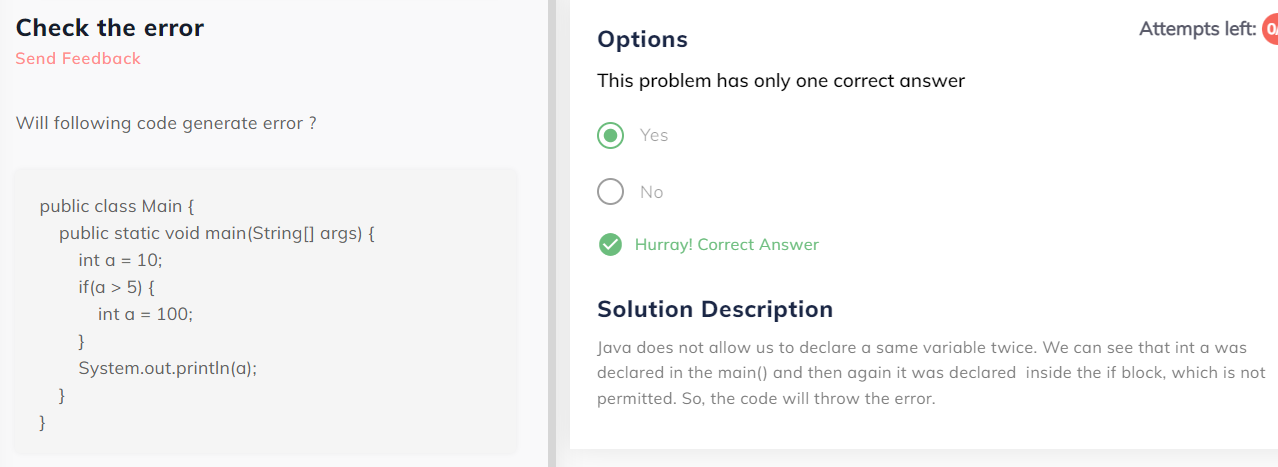 Check the error
Send Feedback
Will following code generate error ?
public class Main {
public static void main(String[] args) {
int a = 10;
if(a > 5) {
int a = 100;
}
System.out.println(a);
}
}
Options
Attempts left: 0/
This problem has only one correct answer
Yes
No
Hurray! Correct Answer
Solution Description
Java does not allow us to declare a same variable twice. We can see that int a was
declared in the main() and then again it was declared  inside the if block, which is not
permitted. So, the code will throw the error.